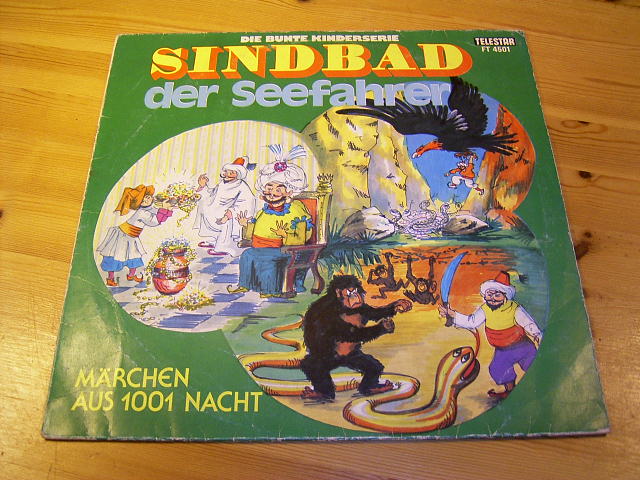 DIE BUNTE KINDERSERIE
TELESTAR
FT 4501
SINDBAD
der Seefahrer
MÄRCHEN
AUS 1001 NACHT